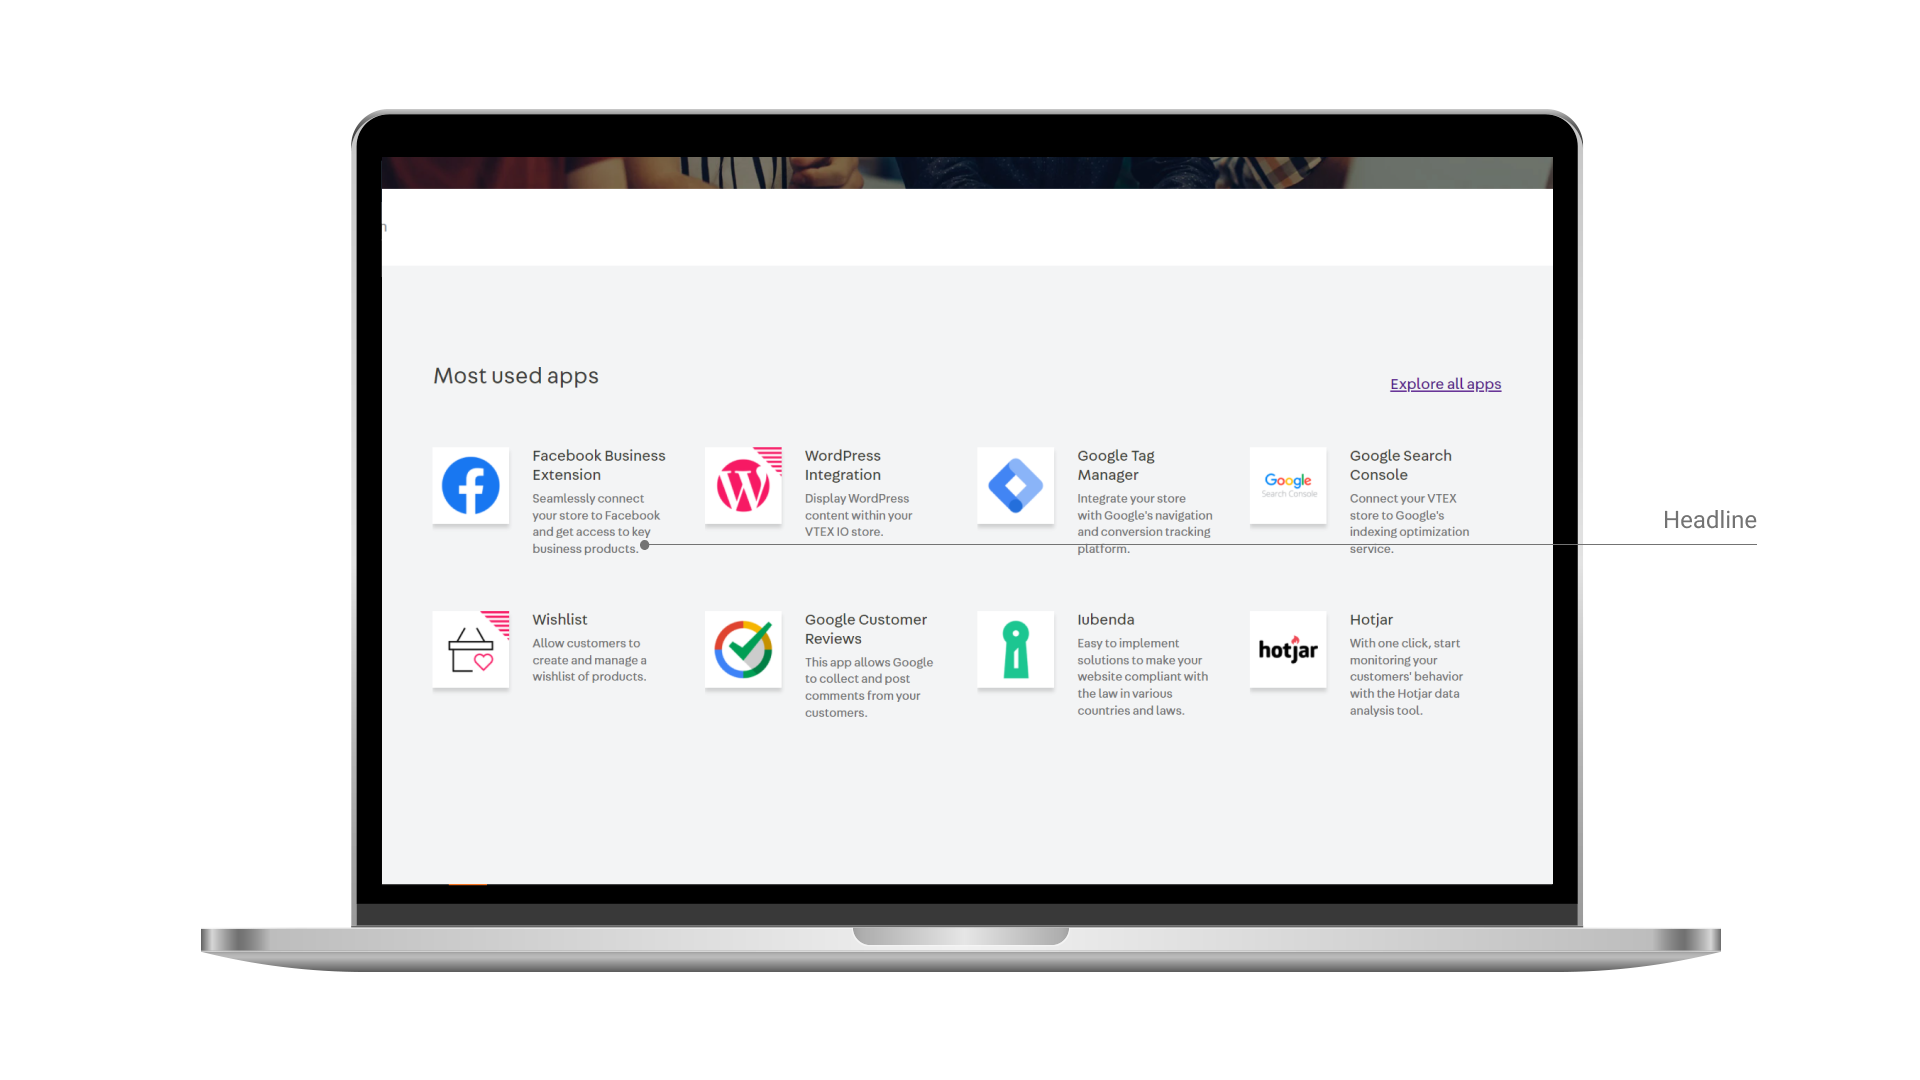 Most used apps
Explore all apps
Facebook Business
Extension
Seamlessly connect
your store to Facebook
and get access to key
business products.
WordPress
Integration
Display WordPress
content within your
VTEX IO store.
Google Tag
Manager
Integrate your store
with Google's navigation
and conversion tracking
platform.
Google
Search Console
Google Search
Console
Connect your VTEX
store to Google's
indexing optimization
service.
Headline
Wishlist
Allow customers to
create and manage a
wishlist of products.
Google Customer
Reviews
This app allows Google
to collect and post
comments from your
customers.
Iubenda
Easy to implement
solutions to make your
website compliant with
the law in various
countries and laws.
hotjar
Hotjar
With one click, start
monitoring your
customers' behavior
with the Hotjar data
analysis tool.